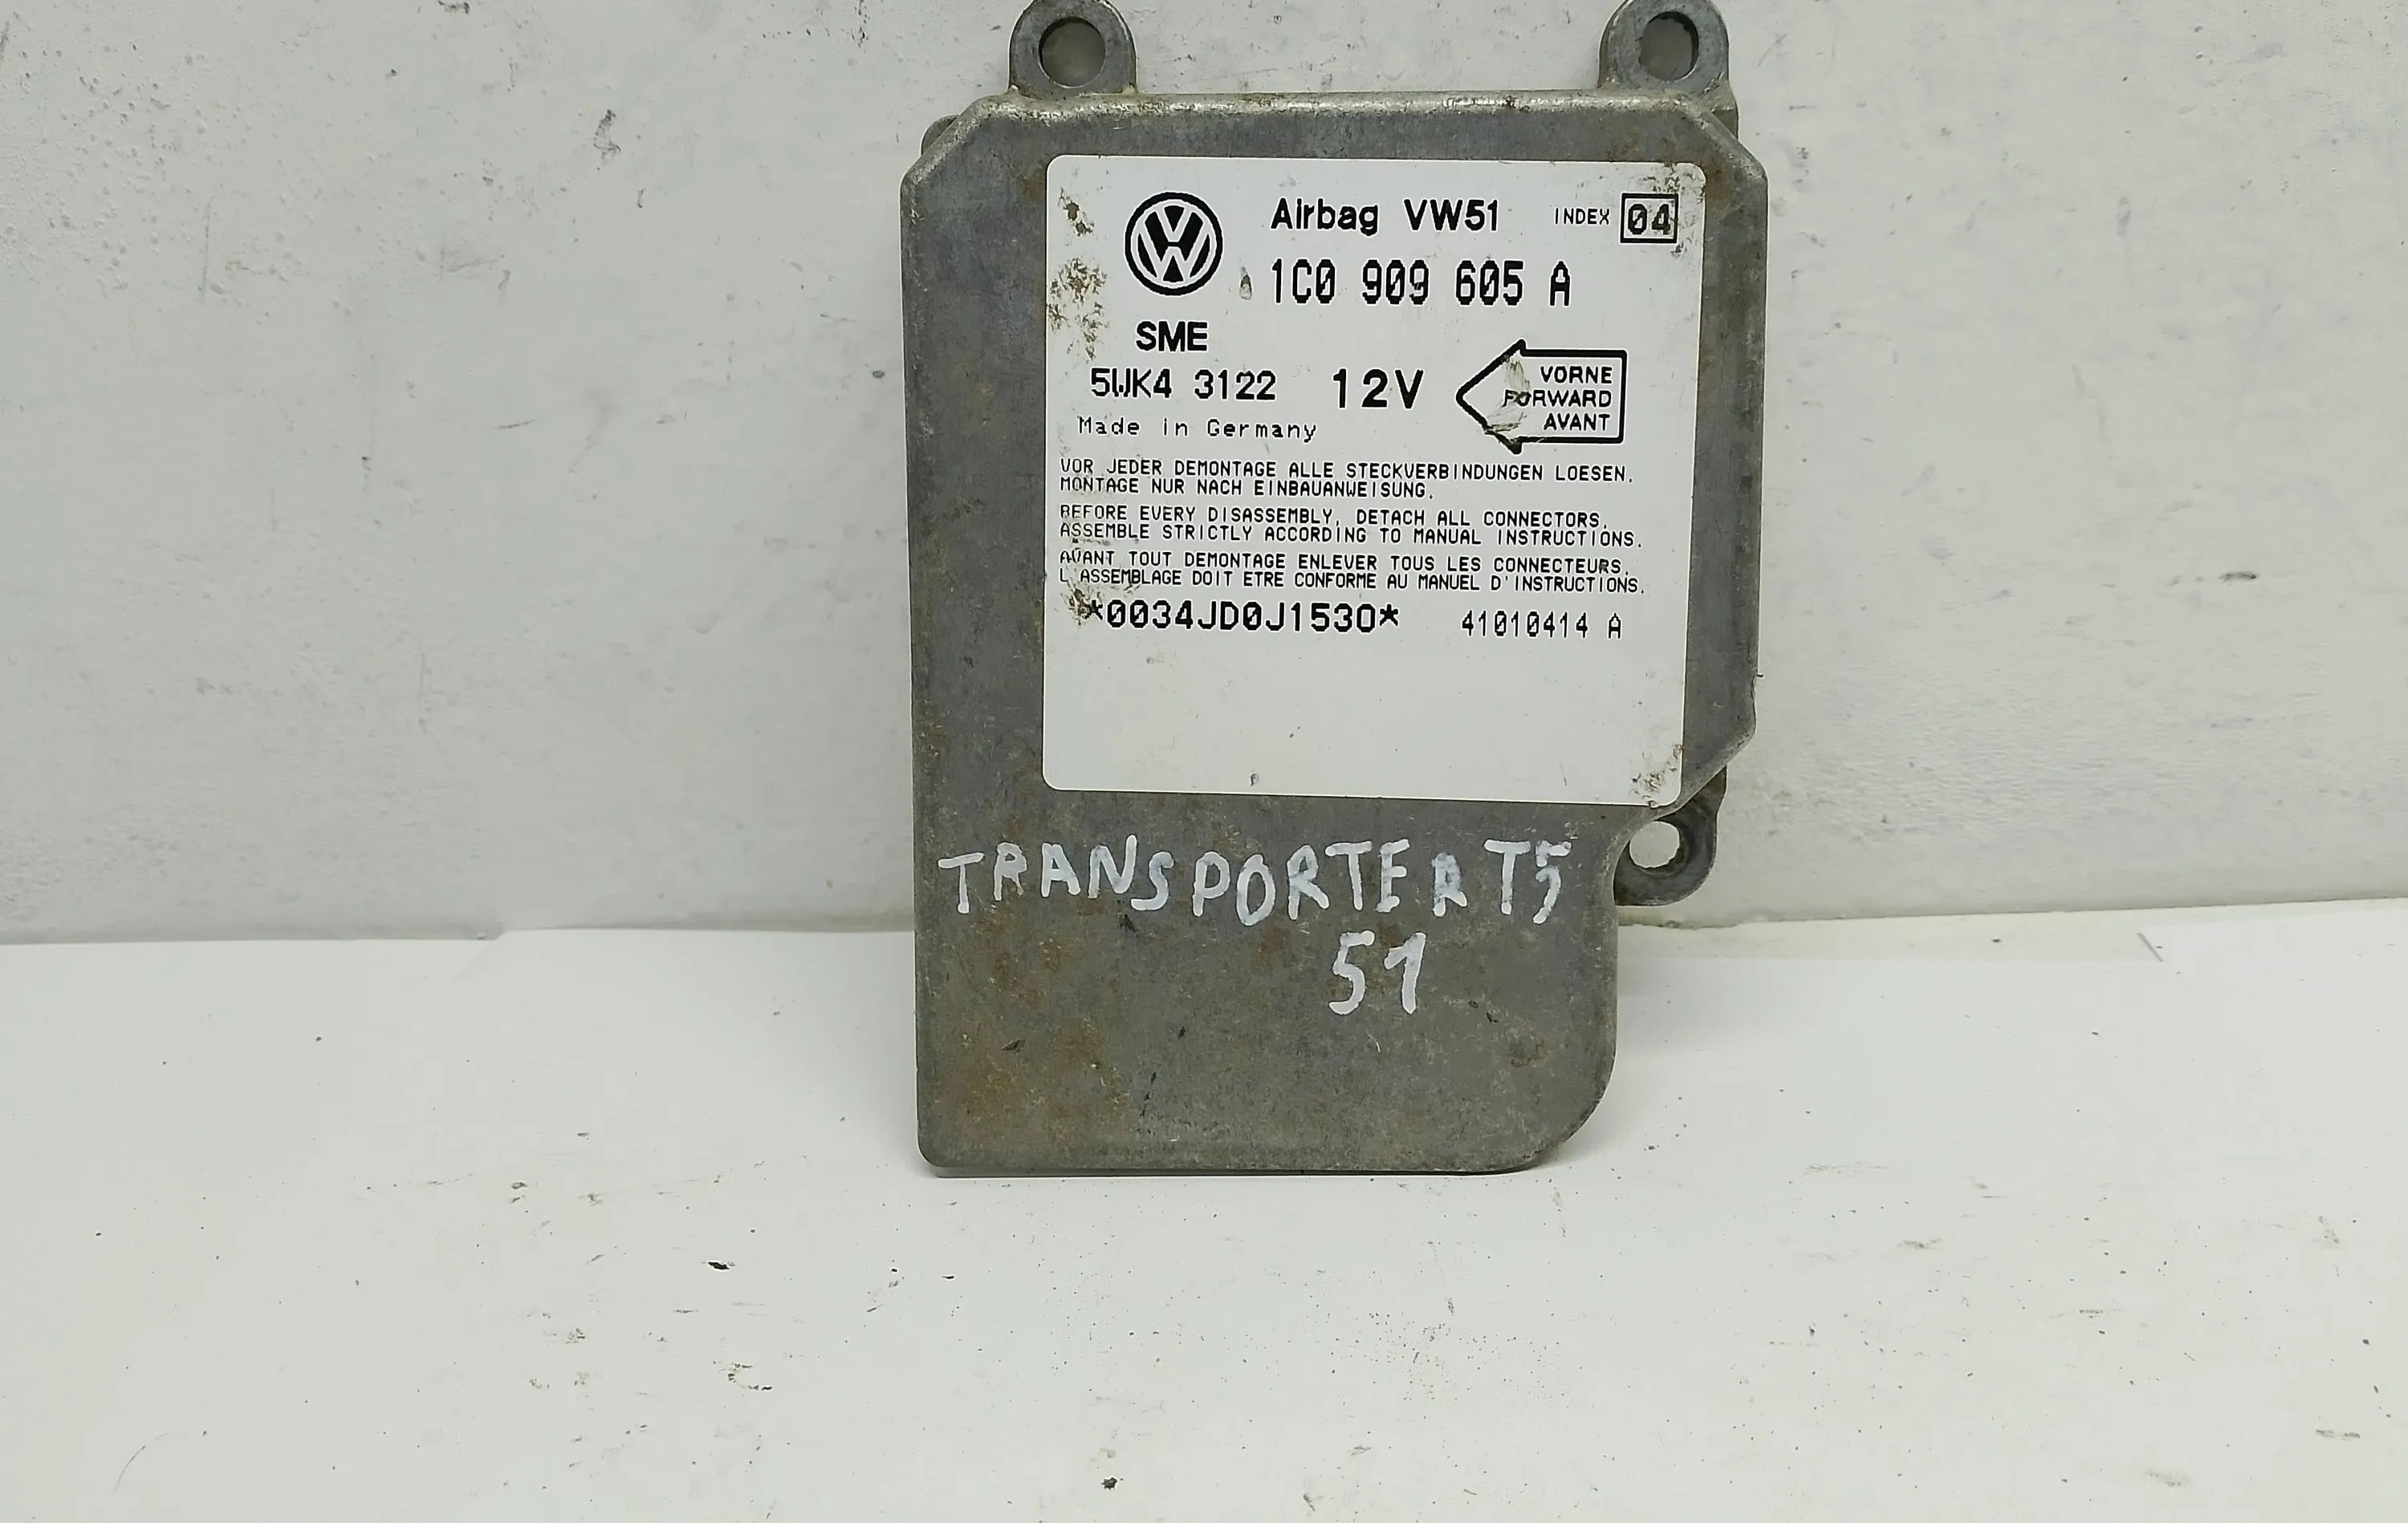 Airbag VW51 INDEX 04
1C0 909 605 A
SME
5WK4 3122 12V
VORNE
FORWARD
AVANT
Made in Germany
VOR JEDER DEMONTAGE ALLE STECKVERBINDUNGEN LOESEN.
MONTAGE NUR NACH EINBAUANWEISUNG.
BEFORE EVERY DISASSEMBLY, DETACH ALL CONNECTORS.
ASSEMBLE STRICTLY ACCORDING TO MANUAL INSTRUCTIONS.
AVANT TOUT DEMONTAGE ENLEVER TOUS LES CONNECTEURS.
L'ASSEMBLAGE DOIT ETRE CONFORME AU MANUEL D'INSTRUCTIONS.
*0034JD0J1530* 41010414 A
TRANSPORTER T5
51